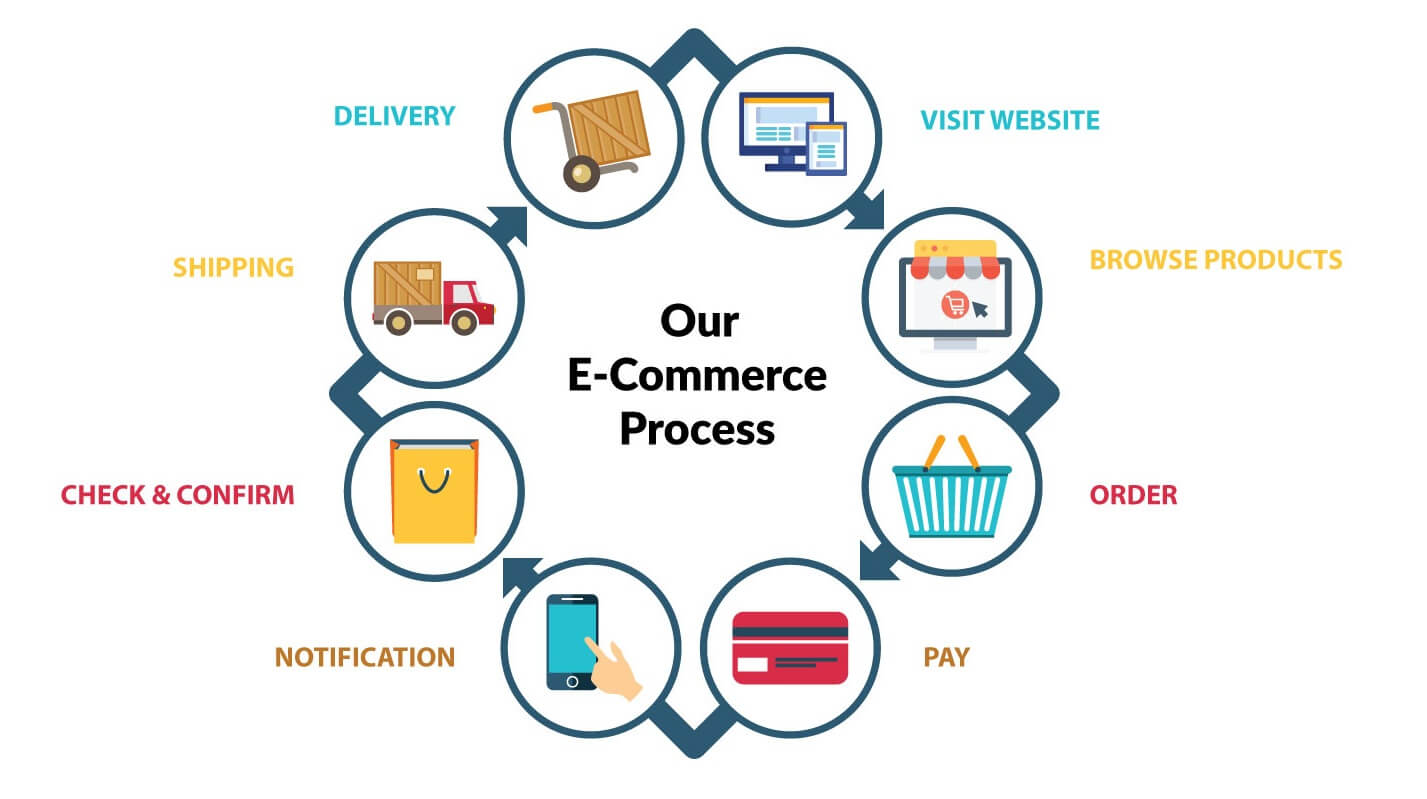 Our
E-Commerce
Process
VISIT WEBSITE
BROWSE PRODUCTS
ORDER
PAY
NOTIFICATION
CHECK & CONFIRM
SHIPPING
DELIVERY